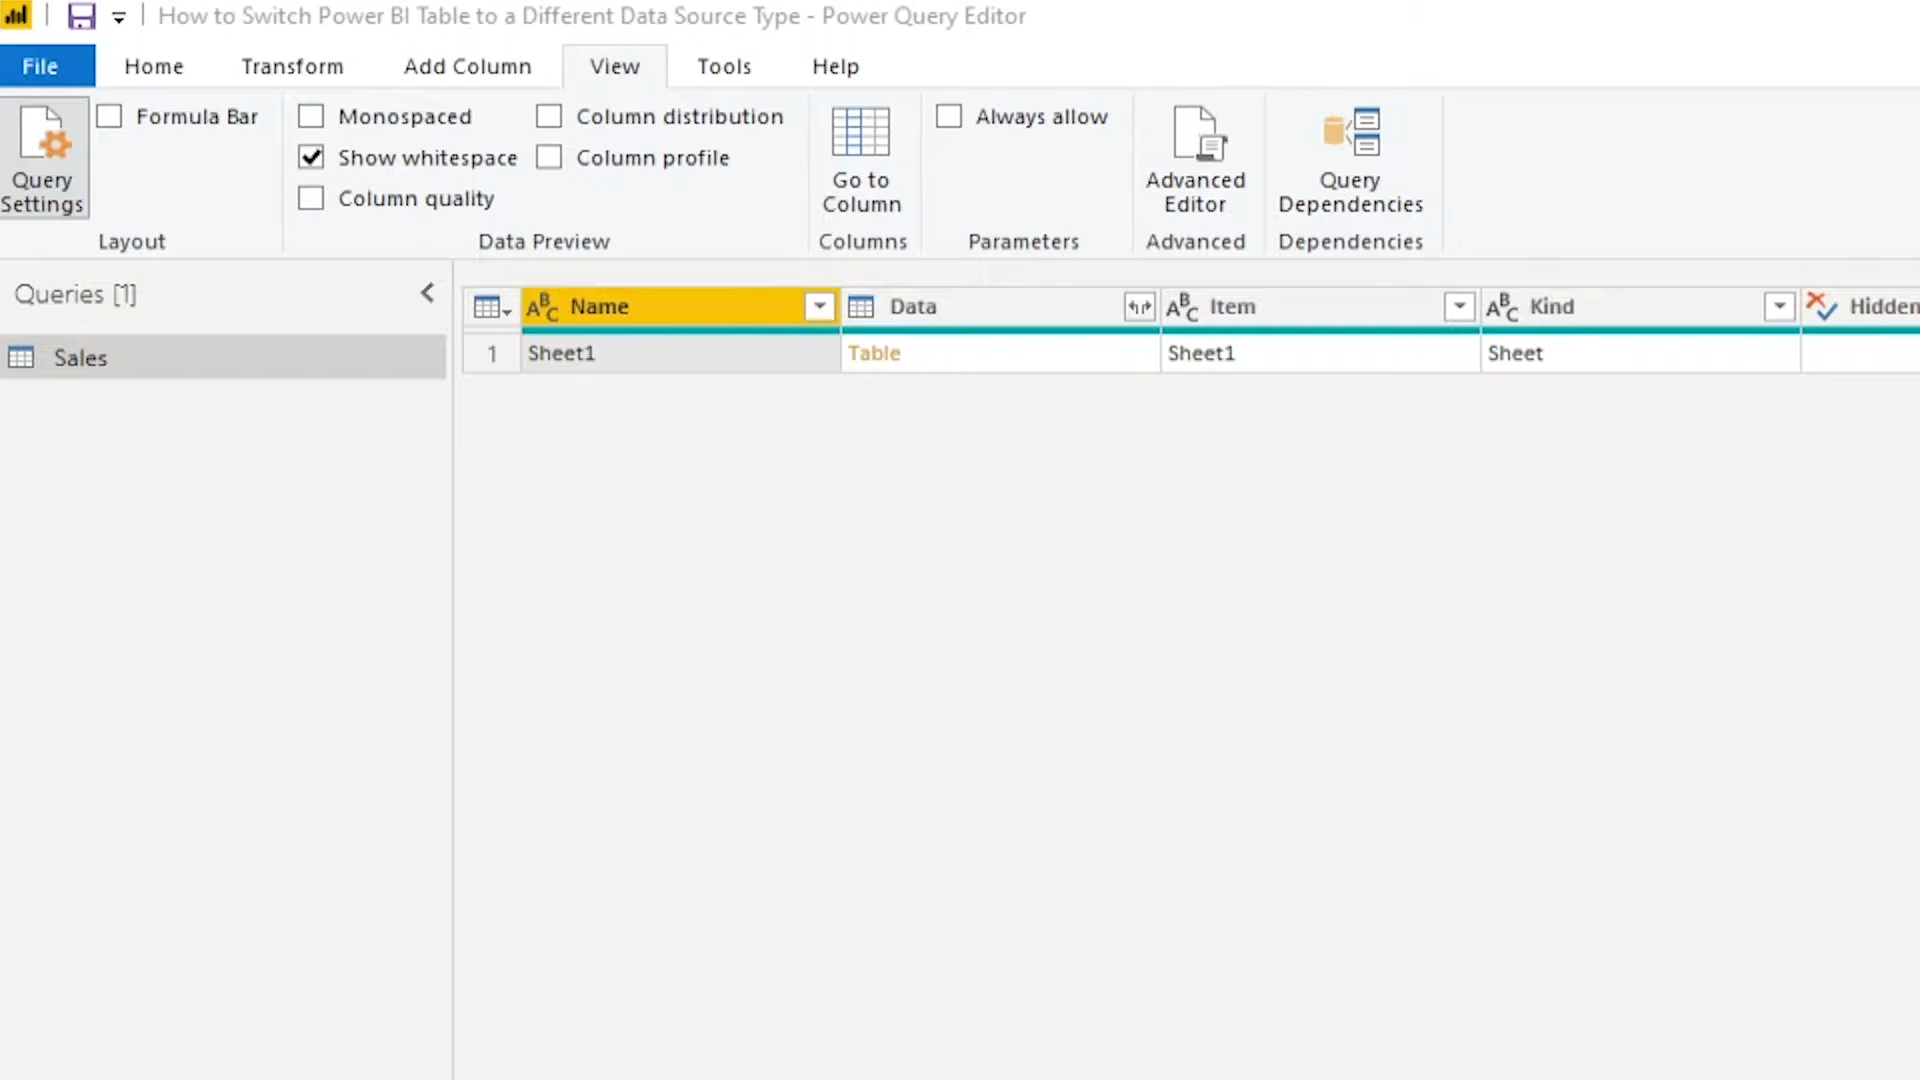 How to Switch Power BI Table to a Different Data Source Type - Power Query Editor
File Home Transform Add Column View Tools Help
Query Settings
Formula Bar
Layout
Monospaced
Show whitespace
Column quality
Column distribution
Column profile
Data Preview
Go to Column
Columns
Always allow
Parameters
Advanced Editor
Advanced
Query Dependencies
Dependencies
Queries [1]
Sales
ABC Name Data ABC Item ABC Kind Hidden
1 Sheet1 Table Sheet1 Sheet